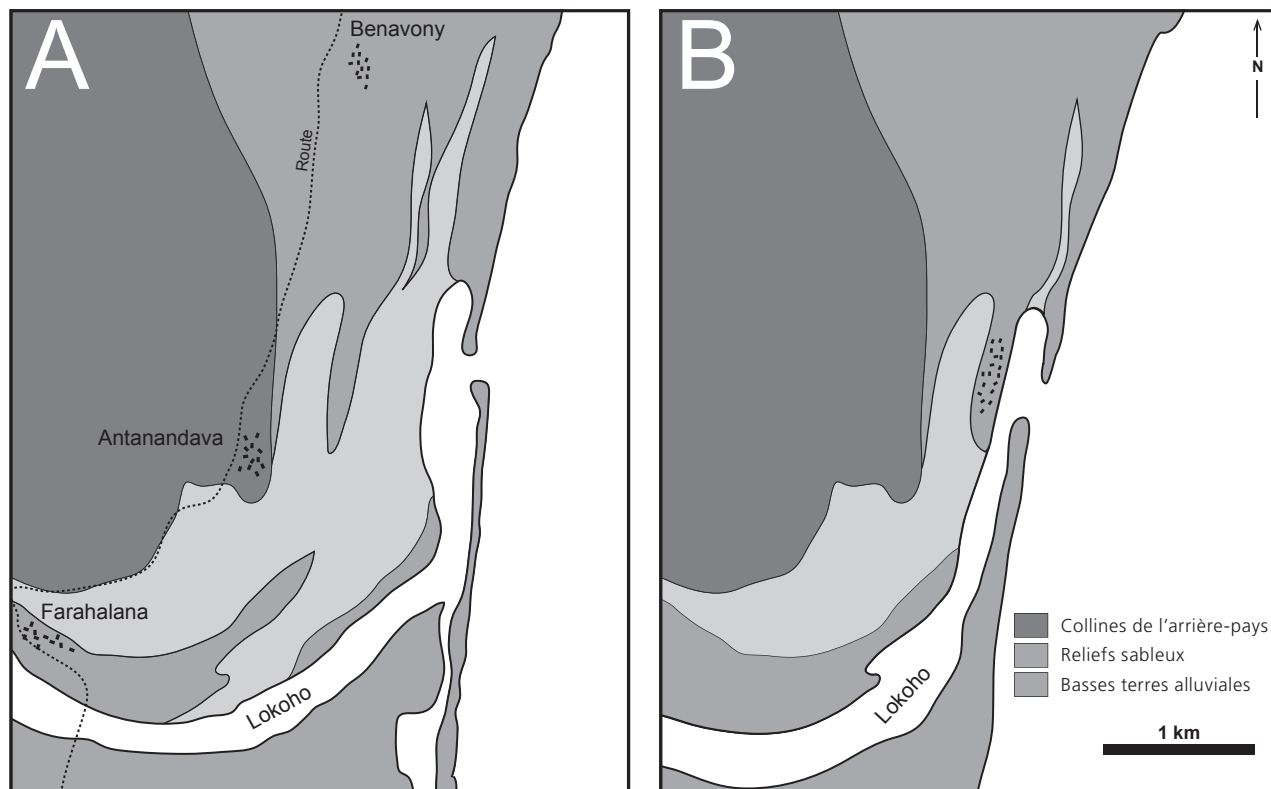 A
Benavony
Route
Antanandava
Farahalana
Lokoho
B
N
Lokoho
Collines de l'arrière-pays
Reliefs sableux
Basses terres alluviales
1 km